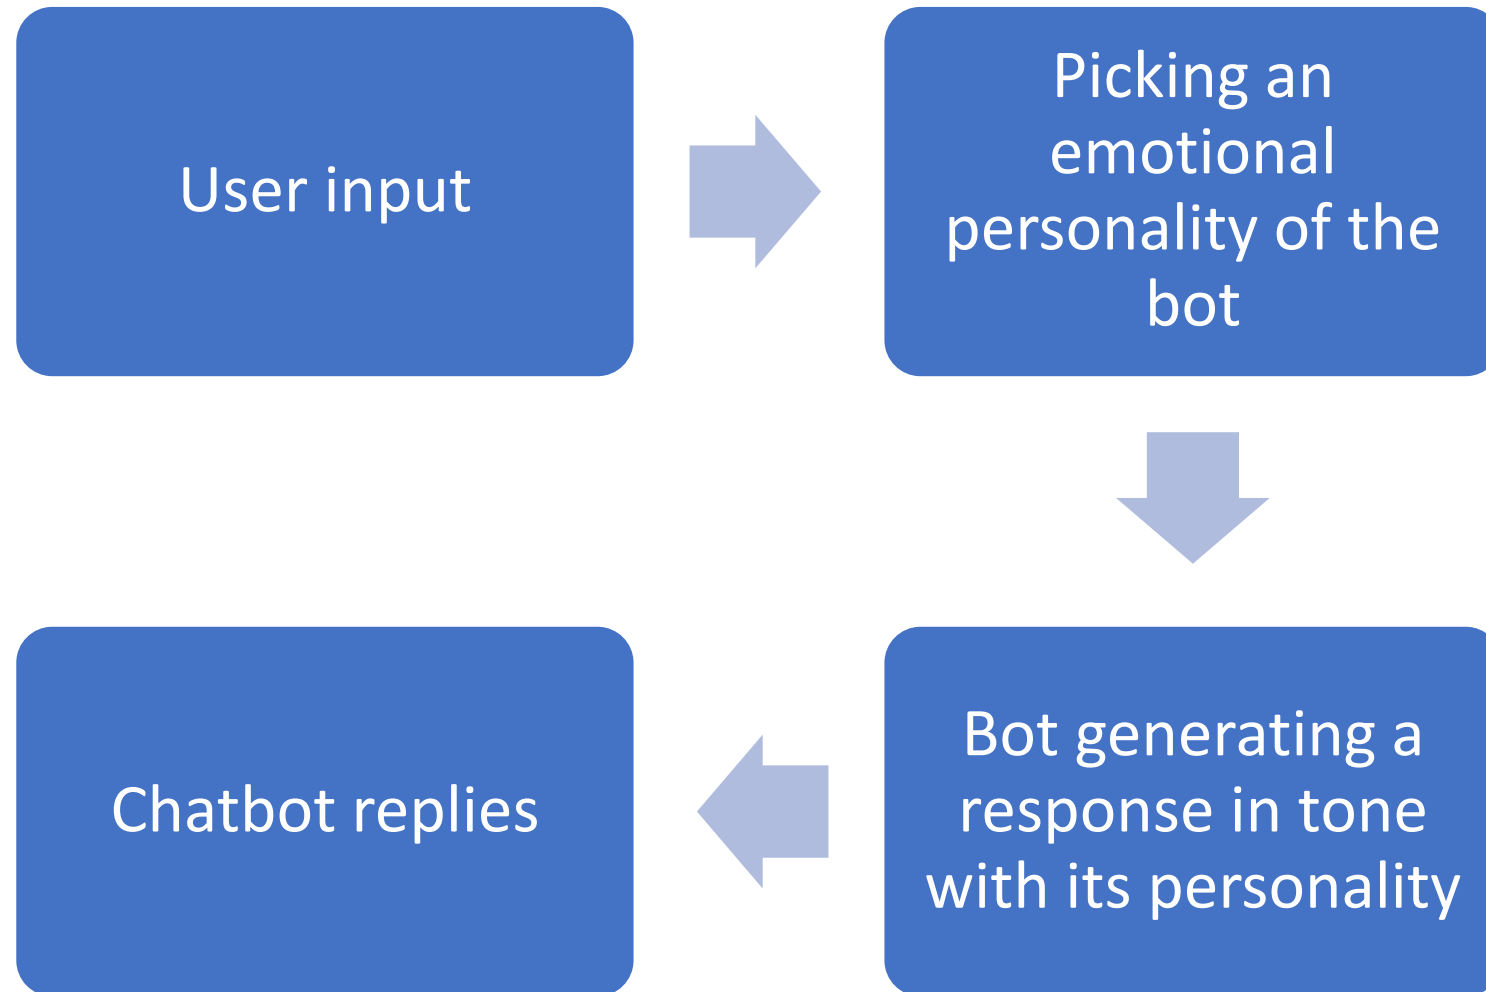 User input
Picking an
emotional
personality of the
bot
Bot generating a
response in tone
with its personality
Chatbot replies